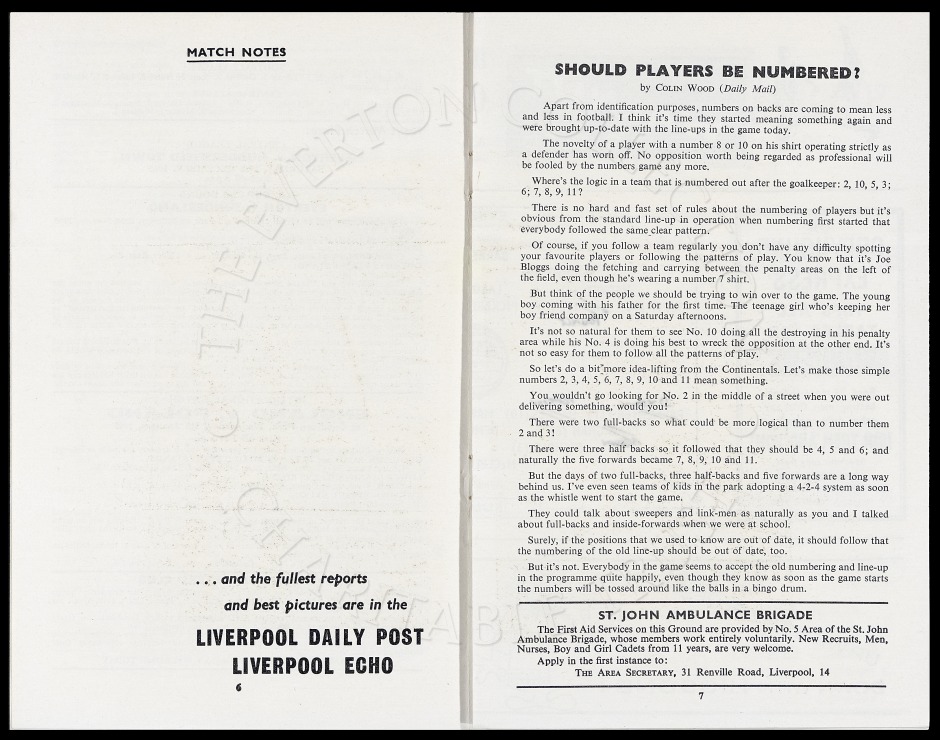 MATCH NOTES
... and the fullest reports
and best pictures are in the
LIVERPOOL DAILY POST
LIVERPOOL ECHO
6
SHOULD PLAYERS BE NUMBERED?
by COLIN WOOD (Daily Mail)
Apart from identification purposes, numbers on backs are coming to mean less
and less in football. I think it's time they started meaning something again and
were brought up-to-date with the line-ups in the game today.
The novelty of a player with a number 8 or 10 on his shirt operating strictly as
a defender has worn off. No opposition worth being regarded as professional will
be fooled by the numbers game any more.
Where's the logic in a team that is numbered out after the goalkeeper: 2, 10, 5, 3;
6; 7, 8, 9, 11?
There is no hard and fast set of rules about the numbering of players but it's
obvious from the standard line-up in operation when numbering first started that
everybody followed the same clear pattern.
Of course, if you follow a team regularly you don't have any difficulty spotting
your favourite players or following the patterns of play. You know that it's Joe
Bloggs doing the fetching and carrying between the penalty areas on the left of
the field, even though he's wearing a number 7 shirt.
But think of the people we should be trying to win over to the game. The young
boy coming with his father for the first time. The teenage girl who's keeping her
boy friend company on a Saturday afternoons.
It's not so natural for them to see No. 10 doing all the destroying in his penalty
area while his No. 4 is doing his best to wreck the opposition at the other end. It's
not so easy for them to follow all the patterns of play.
So let's do a bit more idea-lifting from the Continentals. Let's make those simple
numbers 2, 3, 4, 5, 6, 7, 8, 9, 10 and 11 mean something.
You wouldn't go looking for No. 2 in the middle of a street when you were out
delivering something, would you!
There were two full-backs so what could be more logical than to number them
2 and 3!
There were three half backs so it followed that they should be 4, 5 and 6; and
naturally the five forwards became 7, 8, 9, 10 and 11.
But the days of two full-backs, three half-backs and five forwards are a long way
behind us. I've even seen teams of kids in the park adopting a 4-2-4 system as soon
as the whistle went to start the game.
They could talk about sweepers and link-men as naturally as you and I talked
about full-backs and inside-forwards when we were at school.
Surely, if the positions that we used to know are out of date, it should follow that
the numbering of the old line-up should be out of date, too.
But it's not. Everybody in the game seems to accept the old numbering and line-up
in the programme quite happily, even though they know as soon as the game starts
the numbers will be tossed around like the balls in a bingo drum.
ST. JOHN AMBULANCE BRIGADE
The First Aid Services on this Ground are provided by No. 5 Area of the St. John
Ambulance Brigade, whose members work entirely voluntarily. New Recruits, Men,
Nurses, Boy and Girl Cadets from 11 years, are very welcome.
Apply in the first instance to:
THE AREA SECRETARY, 31 Renville Road, Liverpool, 14
7
© THE EVERTON
CHARITABLE